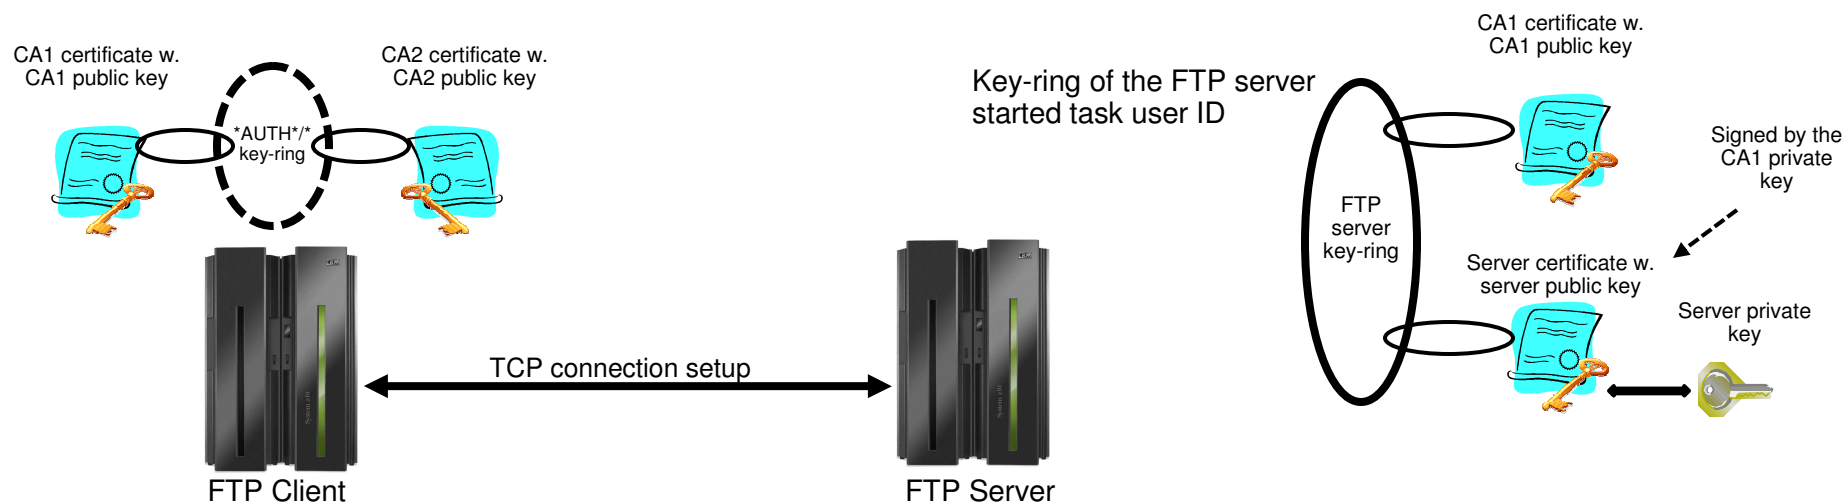 CA1 certificate w.
CA1 public key
CA2 certificate w.
CA2 public key
*AUTH*/*
key-ring
Key-ring of the FTP server
started task user ID
CA1 certificate w.
CA1 public key
Signed by the
CA1 private
key
FTP
server
key-ring
Server certificate w.
server public key
Server private
key
TCP connection setup
FTP Client
FTP Server